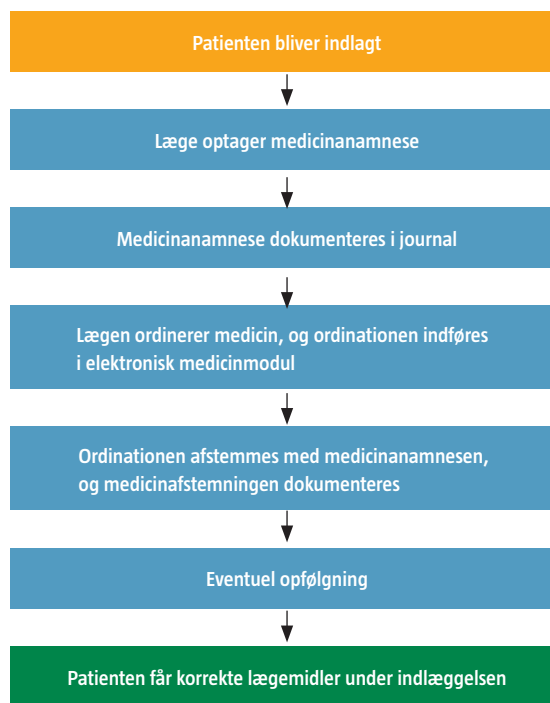 Patienten bliver indlagt
Læge optager medicinanamnese
Medicinanamnese dokumenteres i journal
Lægen ordinerer medicin, og ordinationen indføres
i elektronisk medicinmodul
Ordinationen afstemmes med medicinanamnesen,
og medicinafstemningen dokumenteres
Eventuel opfølgning
Patienten får korrekte lægemidler under indlæggelsen